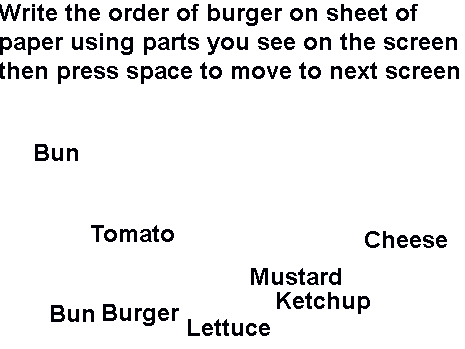 Write the order of burger on sheet of
paper using parts you see on the screen
then press space to move to next screen
Bun
Tomato
Cheese
Mustard
Ketchup
Bun Burger
Lettuce